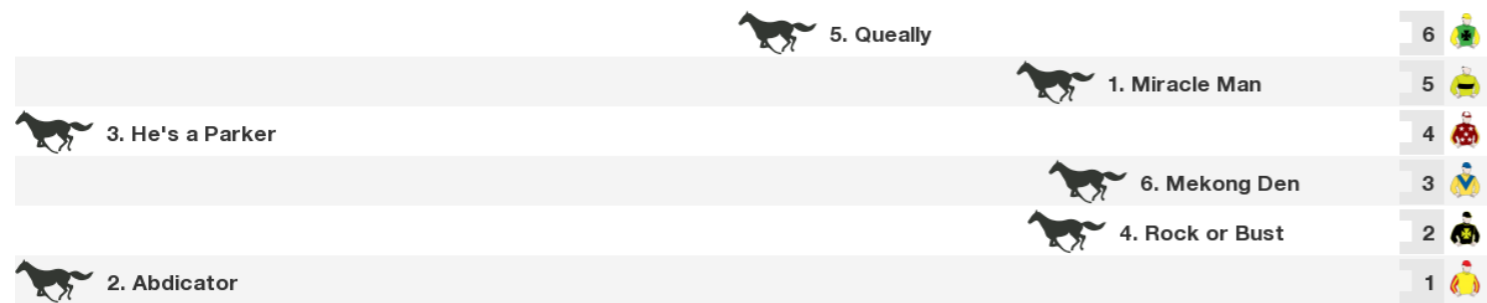 5. Queally 6
1. Miracle Man 5
3. He's a Parker 4
6. Mekong Den 3
4. Rock or Bust 2
2. Abdicator 1